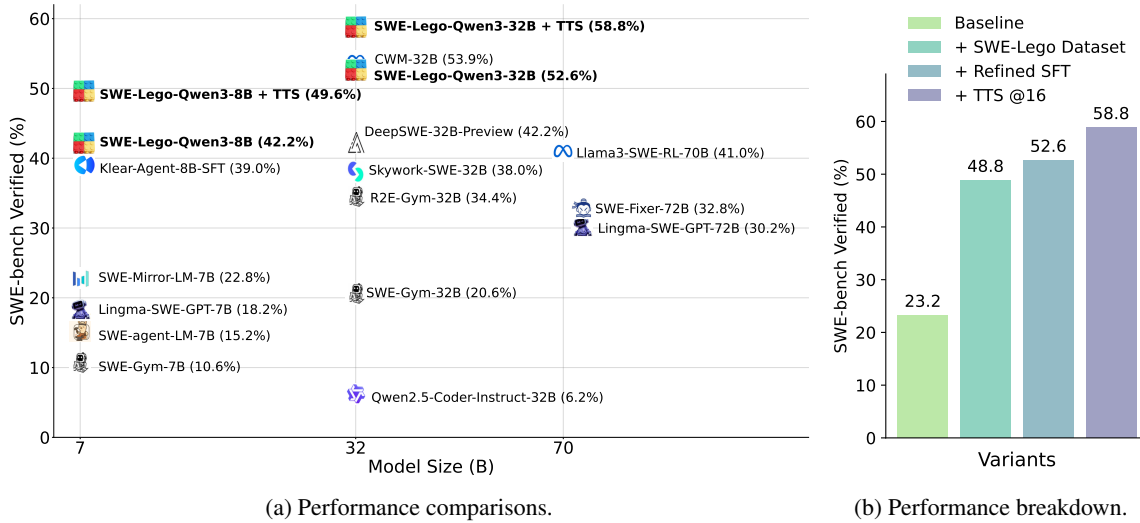 60
50
40
30
20
10
0
SWE-bench Verified (%)
SWE-Lego-Qwen3-32B + TTS (58.8%)
CWM-32B (53.9%)
SWE-Lego-Qwen3-32B (52.6%)
SWE-Lego-Qwen3-8B + TTS (49.6%)
SWE-Lego-Qwen3-8B (42.2%)
DeepSWE-32B-Preview (42.2%)
Llama3-SWE-RL-70B (41.0%)
Klear-Agent-8B-SFT (39.0%)
Skywork-SWE-32B (38.0%)
R2E-Gym-32B (34.4%)
SWE-Fixer-72B (32.8%)
Lingma-SWE-GPT-72B (30.2%)
SWE-Mirror-LM-7B (22.8%)
SWE-Gym-32B (20.6%)
Lingma-SWE-GPT-7B (18.2%)
SWE-agent-LM-7B (15.2%)
SWE-Gym-7B (10.6%)
Qwen2.5-Coder-Instruct-32B (6.2%)
7
32
70
Model Size (B)
(a) Performance comparisons.
Baseline
+ SWE-Lego Dataset
+ Refined SFT
+ TTS @16
60
50
40
30
20
10
0
SWE-bench Verified (%)
23.2
48.8
52.6
58.8
Variants
(b) Performance breakdown.